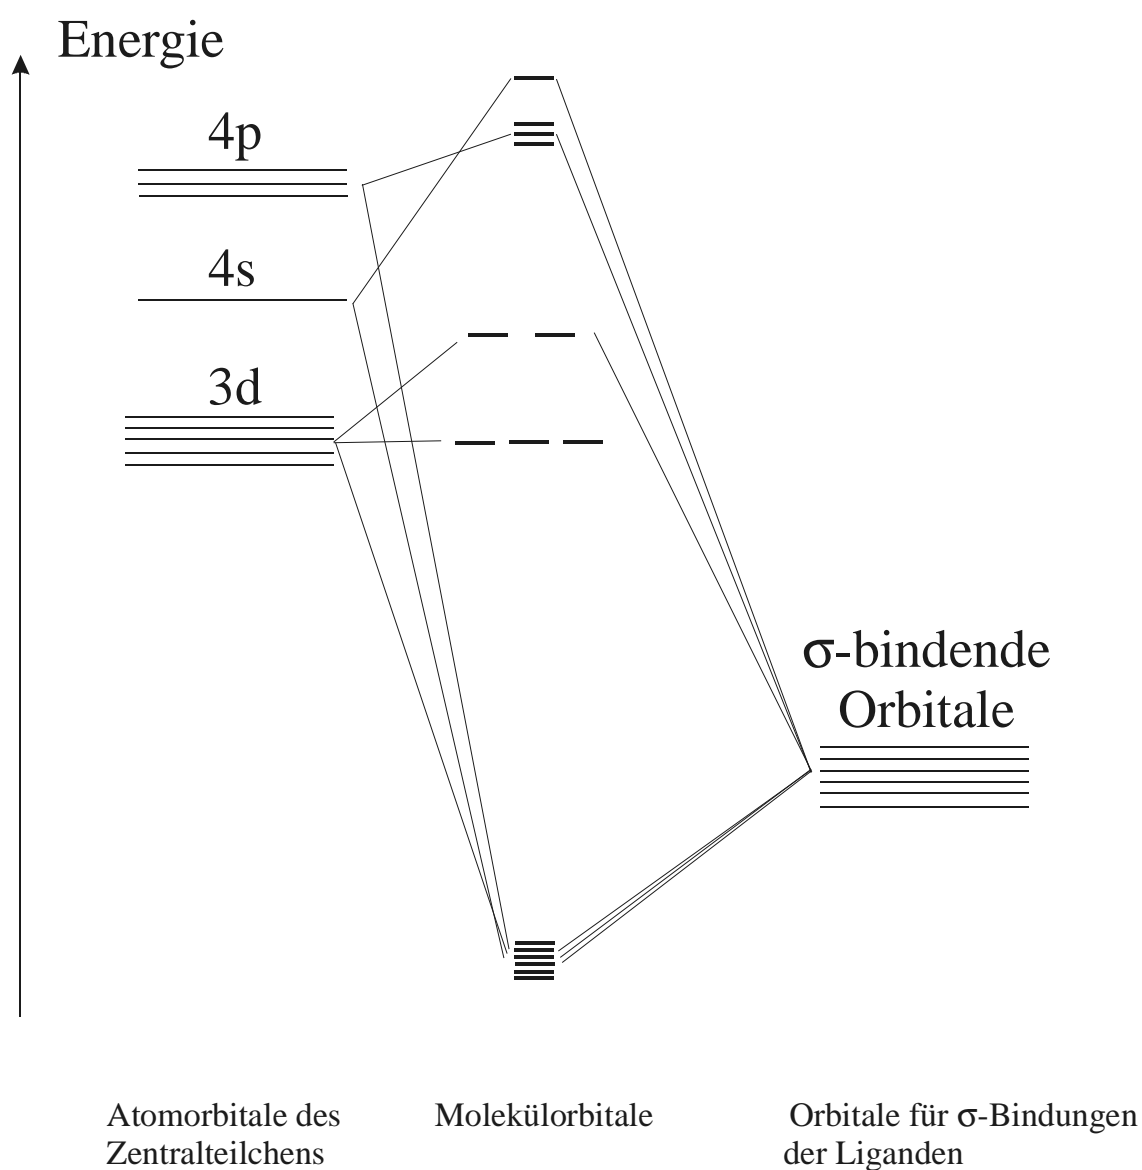 Energie
4p
4s
3d
σ-bindende
Orbitale
Atomorbitale des
Zentralteilchens
Molekülorbitale
Orbitale für σ-Bindungen
der Liganden